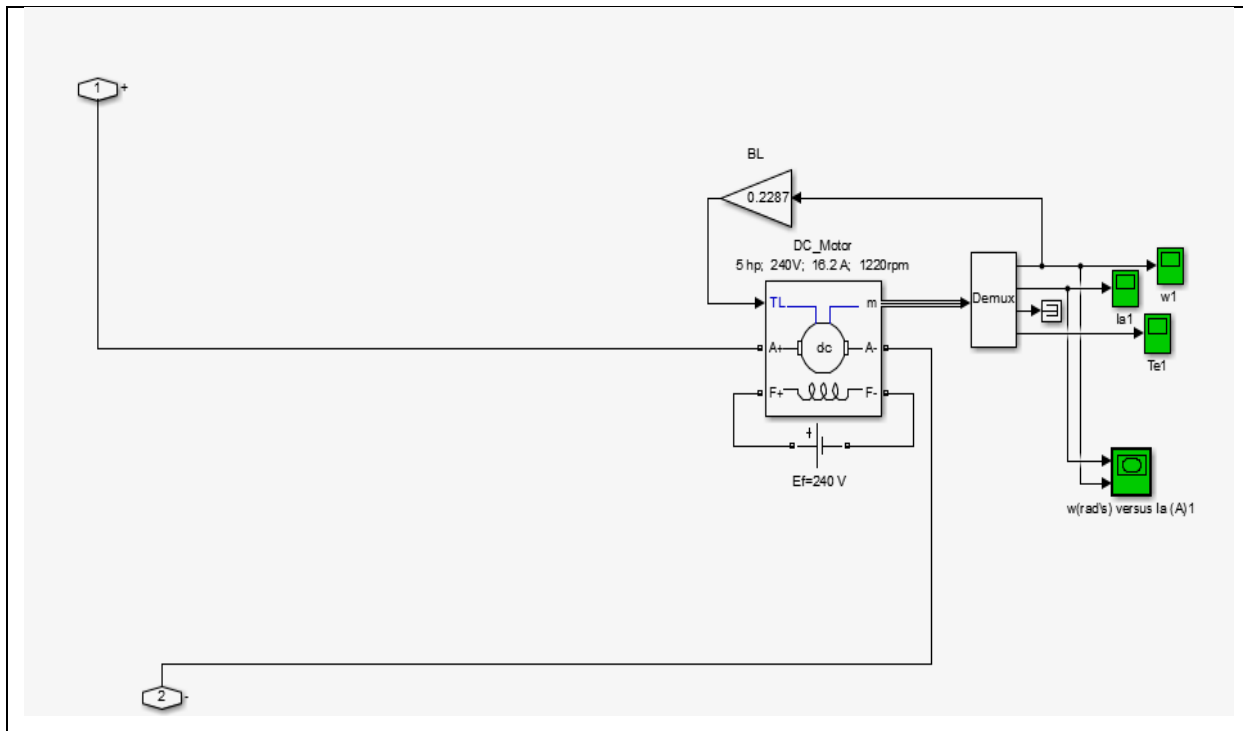 1
+
BL
0.2287
DC_Motor
5 hp; 240V; 16.2 A; 1220rpm
TL
m
Demux
w1
Ia1
Te1
A+
dc
A-
F+
F-
+
Ef=240 V
w(rad/s) versus Ia (A)1
2
-